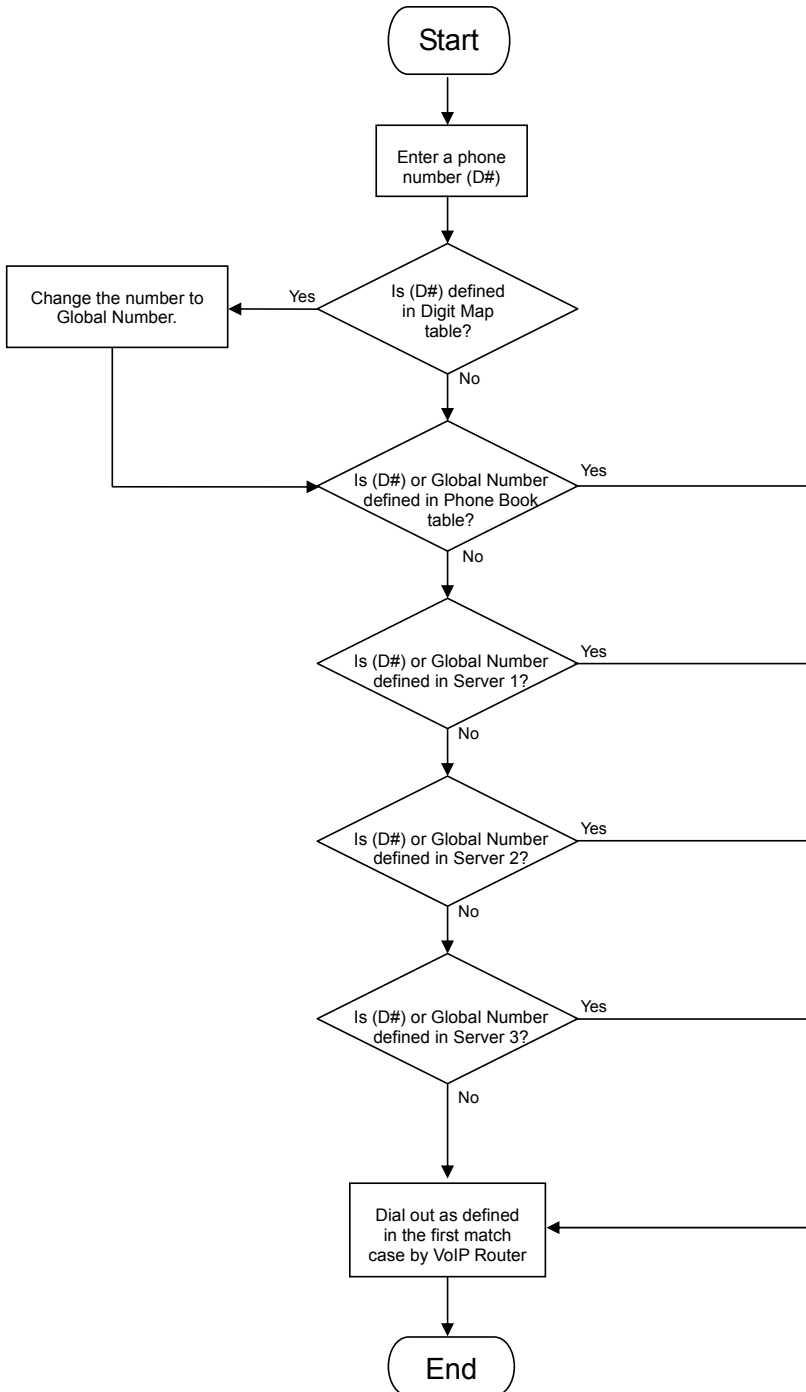 Start
Enter a phone
number (D#)
Is (D#) defined
in Digit Map
table?
Yes
Change the number to
Global Number.
No
Is (D#) or Global Number
defined in Phone Book
table?
Yes
No
Is (D#) or Global Number
defined in Server 1?
Yes
No
Is (D#) or Global Number
defined in Server 2?
Yes
No
Is (D#) or Global Number
defined in Server 3?
Yes
No
Dial out as defined
in the first match
case by VoIP Router
End